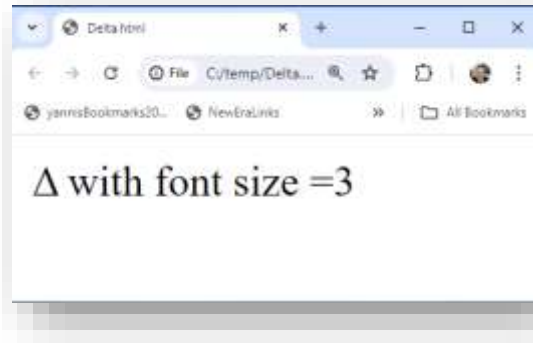 Delta.html
File C:/temp/Delta...
yannisBookmarks20... NewEraLinks » All Bookmarks
Δ with font size =3